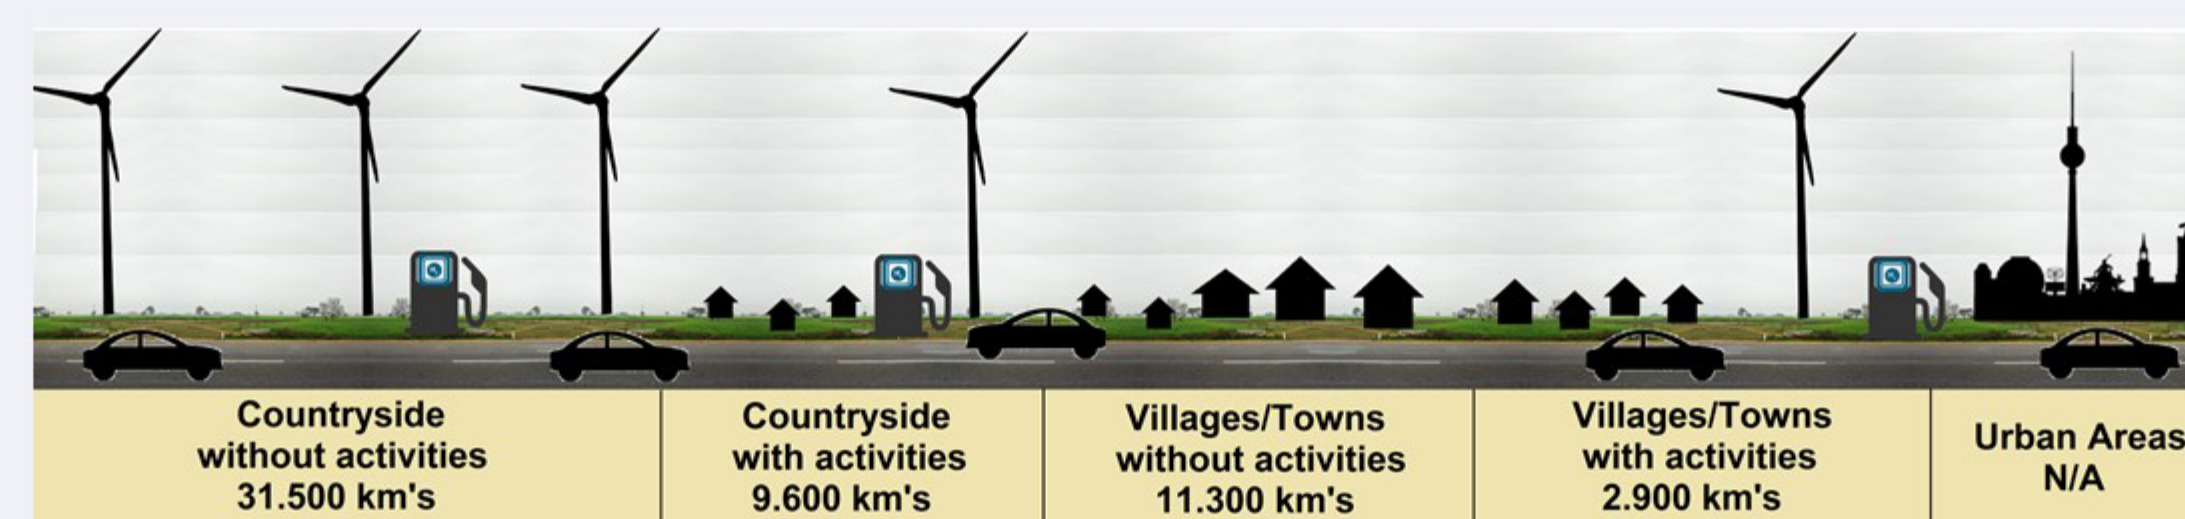 Countryside
without activities
31.500 km's
Countryside
with activities
9.600 km's
Villages/Towns
without activities
11.300 km's
Villages/Towns
with activities
2.900 km's
Urban Areas
N/A